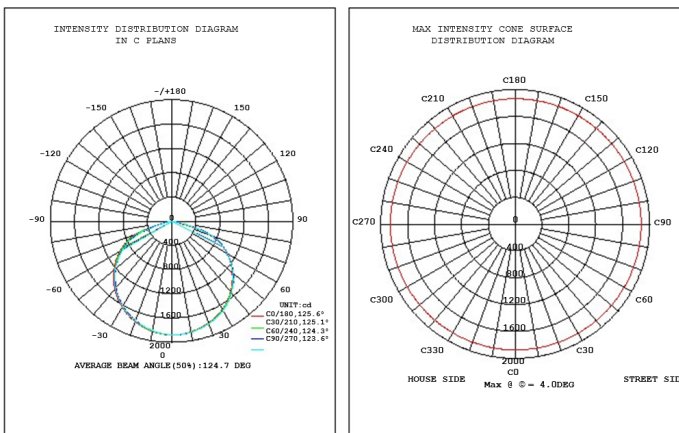 INTENSITY DISTRIBUTION DIAGRAM
IN C PLANS
-/+180
-150 150
-120 120
-90 0 90
400
-60 800 60
1200
UNIT:cd
C0/180,125.6°
-30 1600 30
C30/210,125.1°
C60/240,124.3°
2000
C90/270,123.6°
0
AVERAGE BEAM ANGLE(50%):124.7 DEG
MAX INTENSITY CONE SURFACE
DISTRIBUTION DIAGRAM
C180
C210 C150
C240 C120
C270 0 C90
400
C300 800 C60
1200
C330 1600 C30
2000
C0
HOUSE SIDE STREET SID
Max @ © = 4.0DEG